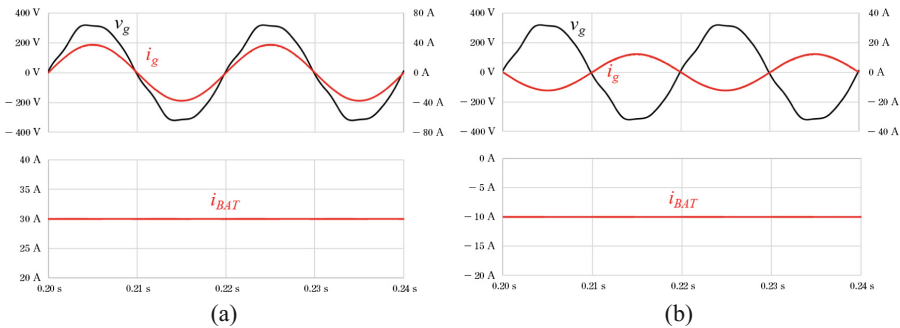 400 V
200 V
0 V
− 200 V
− 400 V
v_g
i_g
80 A
40 A
0 A
− 40 A
− 80 A
40 A
35 A
30 A
25 A
20 A
i_BAT
0.20 s
0.21 s
0.22 s
0.23 s
0.24 s
(a)
400 V
200 V
0 V
− 200 V
− 400 V
v_g
i_g
40 A
20 A
0 A
− 20 A
− 40 A
0 A
− 5 A
− 10 A
− 15 A
− 20 A
i_BAT
0.20 s
0.21 s
0.22 s
0.23 s
0.24 s
(b)